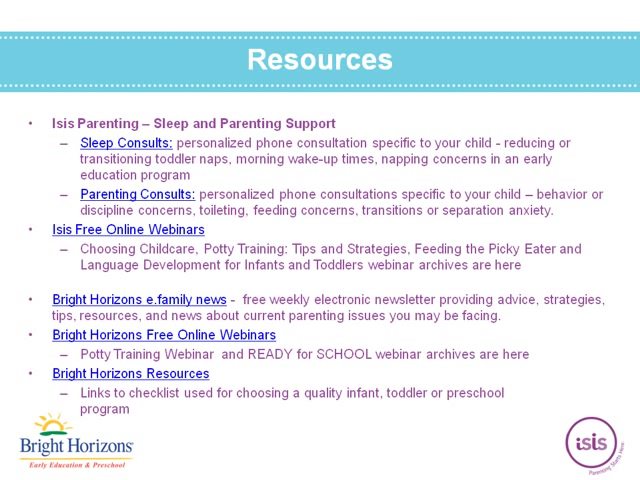 Resources
• Isis Parenting – Sleep and Parenting Support
– Sleep Consults: personalized phone consultation specific to your child - reducing or
transitioning toddler naps, morning wake-up times, napping concerns in an early
education program
– Parenting Consults: personalized phone consultations specific to your child – behavior or
discipline concerns, toileting, feeding concerns, transitions or separation anxiety.
• Isis Free Online Webinars
– Choosing Childcare, Potty Training: Tips and Strategies, Feeding the Picky Eater and
Language Development for Infants and Toddlers webinar archives are here
• Bright Horizons e.family news - free weekly electronic newsletter providing advice, strategies,
tips, resources, and news about current parenting issues you may be facing.
• Bright Horizons Free Online Webinars
– Potty Training Webinar and READY for SCHOOL webinar archives are here
• Bright Horizons Resources
– Links to checklist used for choosing a quality infant, toddler or preschool
program
Bright Horizons®
Early Education & Preschool
isis
Parenting Starts Here.